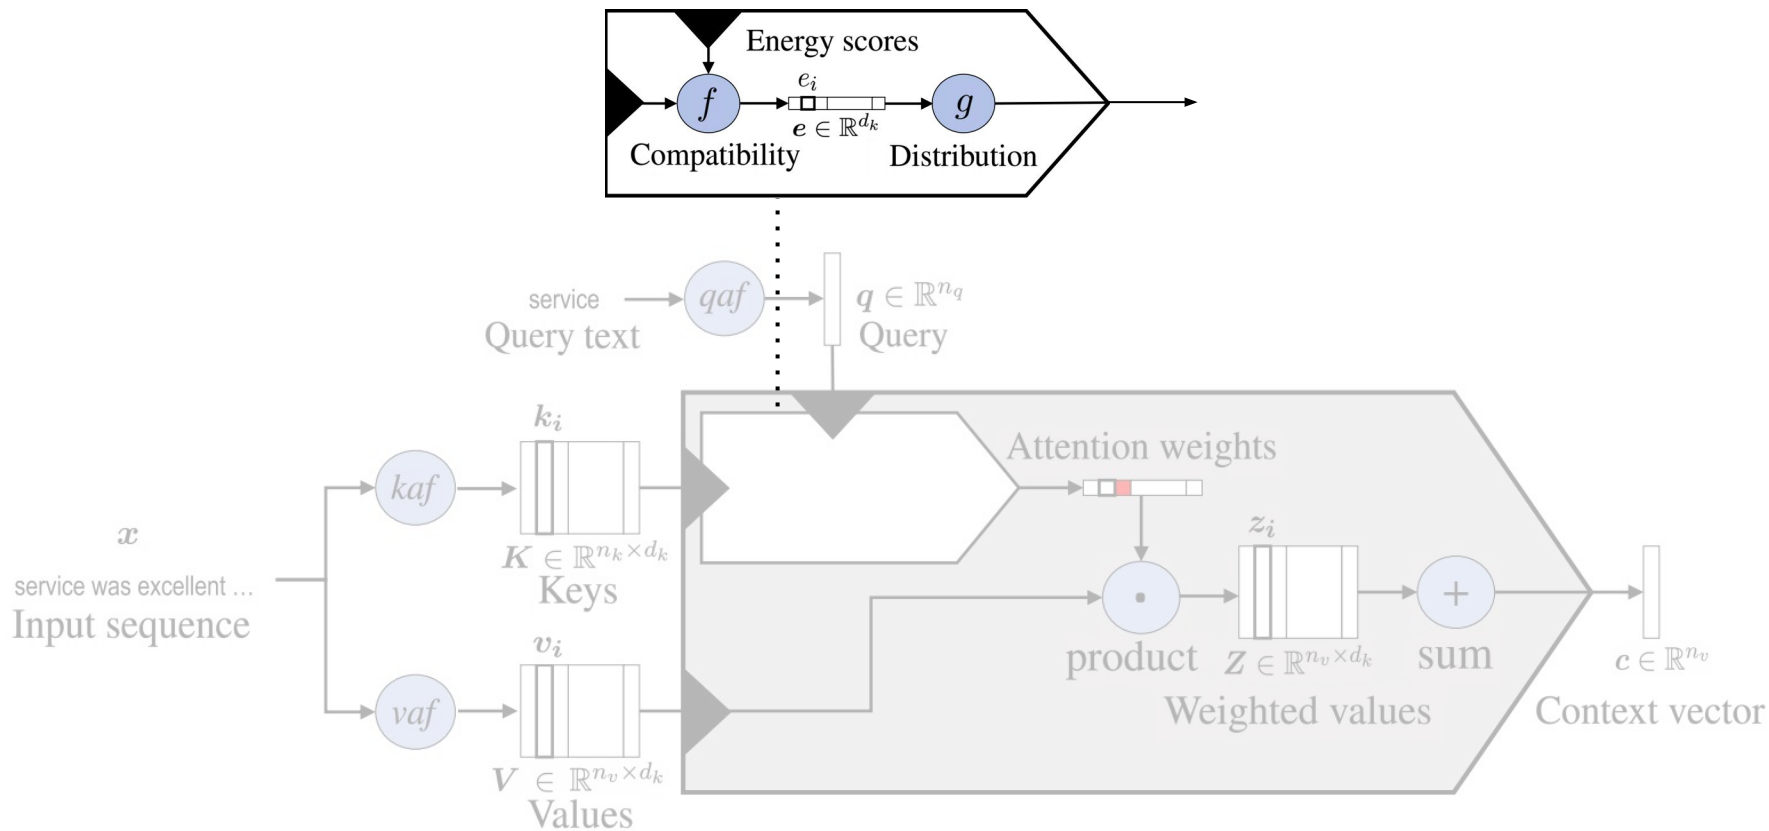 Energy scores
e_i
f
g
e ∈ ℝ^{d_k}
Compatibility
Distribution
service
qaf
q ∈ ℝ^{n_q}
Query text
Query
k_i
Attention weights
kaf
x
z_i
K ∈ ℝ^{n_k×d_k}
Keys
service was excellent ...
Input sequence
+
v_i
product
Z ∈ ℝ^{n_v×d_k}
sum
c ∈ ℝ^{n_v}
vaf
Weighted values
Context vector
V ∈ ℝ^{n_v×d_k}
Values